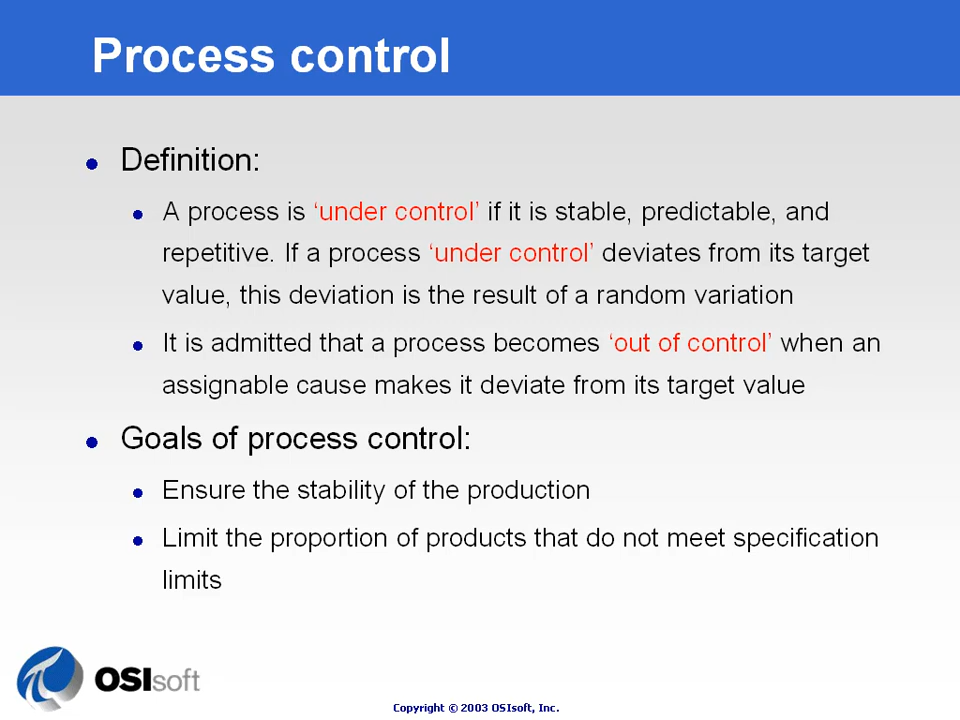 Process control
Definition:
A process is ‘under control’ if it is stable, predictable, and
repetitive. If a process ‘under control’ deviates from its target
value, this deviation is the result of a random variation
It is admitted that a process becomes ‘out of control’ when an
assignable cause makes it deviate from its target value
Goals of process control:
Ensure the stability of the production
Limit the proportion of products that do not meet specification
limits
OSIsoft
Copyright © 2003 OSIsoft, Inc.